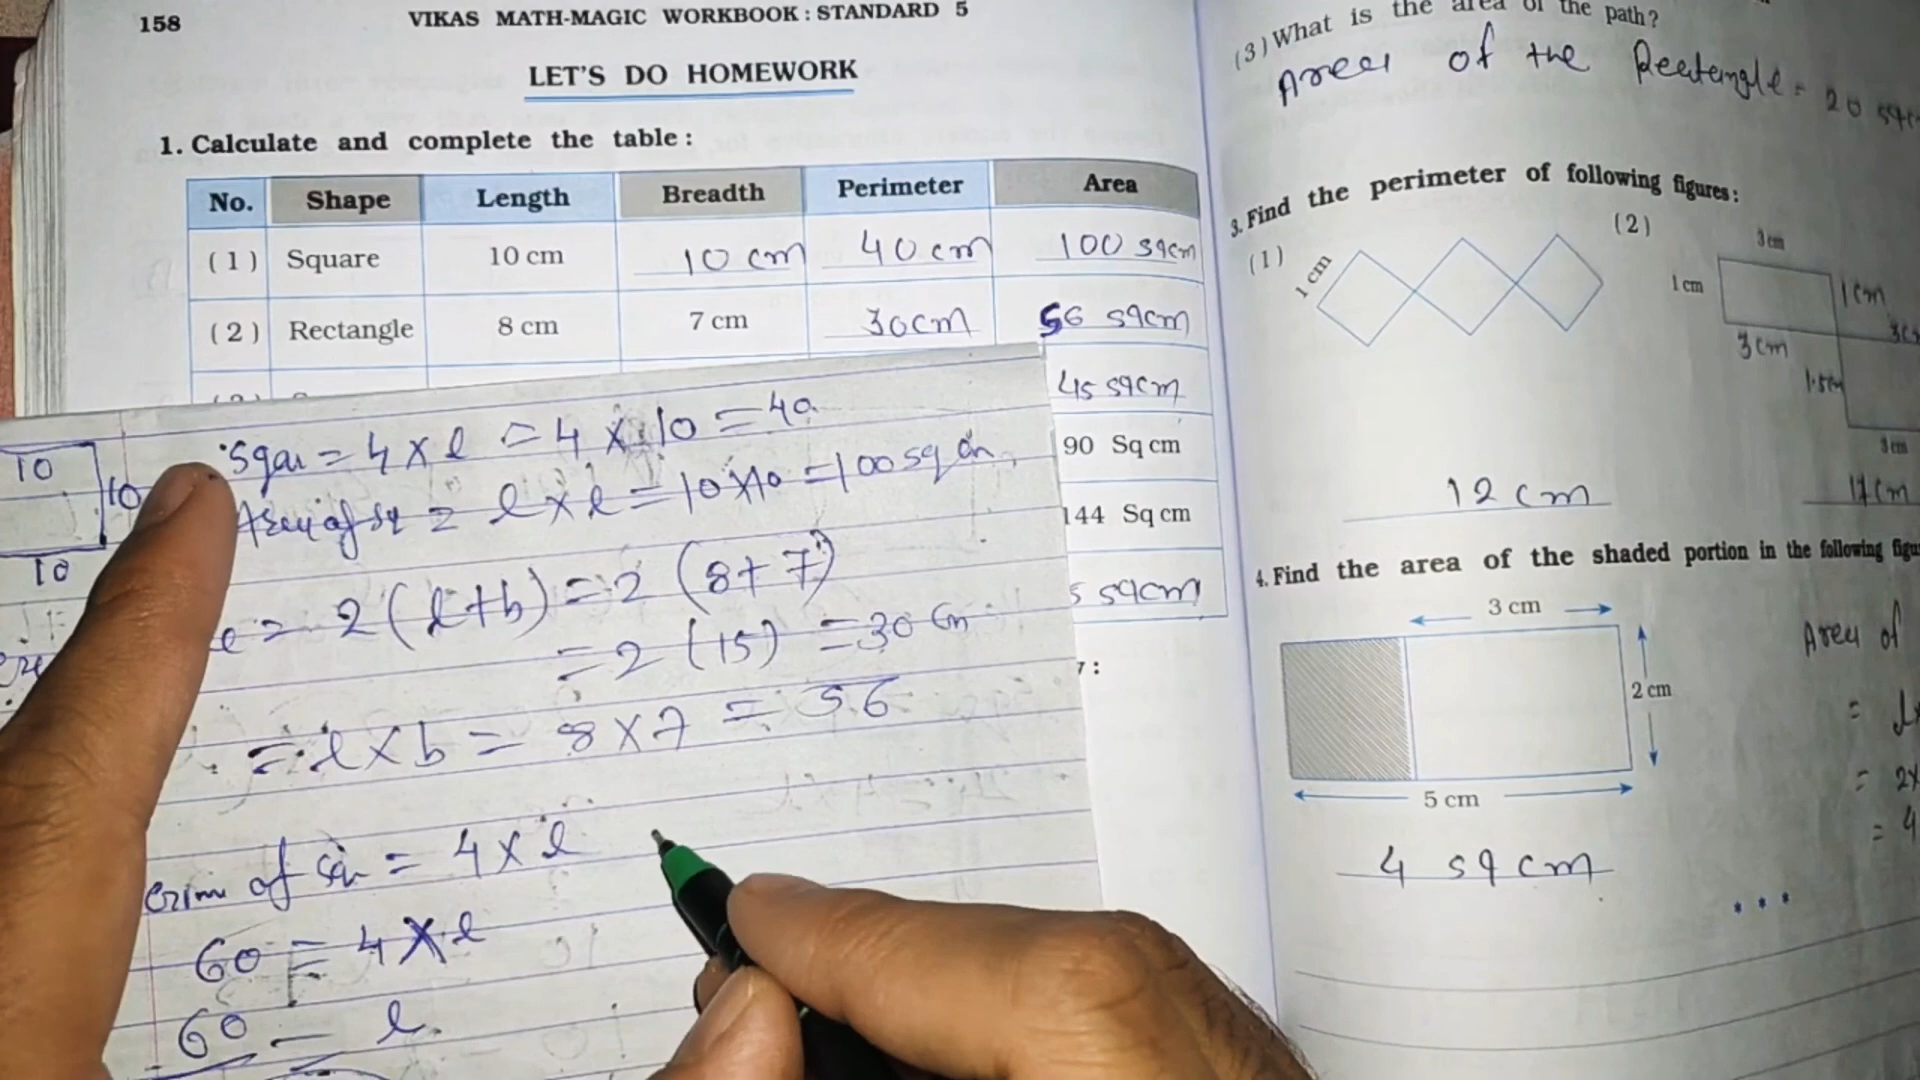 158
VIKAS MATH-MAGIC WORKBOOK : STANDARD 5
LET'S DO HOMEWORK
1. Calculate and complete the table :
No. Shape Length Breadth Perimeter Area
(1) Square 10 cm 10 cm 40 cm 100 sqcm
(2) Rectangle 8 cm 7 cm 30cm 56 sqcm
45 sqcm
90 Sq cm
144 Sq cm
5 sqcm
10
10
10
= 4 × l = 4 × 10 = 40
Area of sq = l × l = 10×10 = 100 sq cm
= 2 (l+b) = 2 (8+7)
= 2 (15) = 30 cm
= l × b = 8 × 7 = 56
of = 4 × l
60 = 4 × l
60 = l
(3) What is the area of the path?
Area of the Rectangle = 20 sqcm
3. Find the perimeter of following figures :
(1)
1 cm
12 cm
(2)
3 cm
1 cm
1 cm
3 cm
1.5cm
3 cm
17cm
4. Find the area of the shaded portion in the following
3 cm
2 cm
5 cm
4 sqcm
Area of
= 2×
= 4
* * *